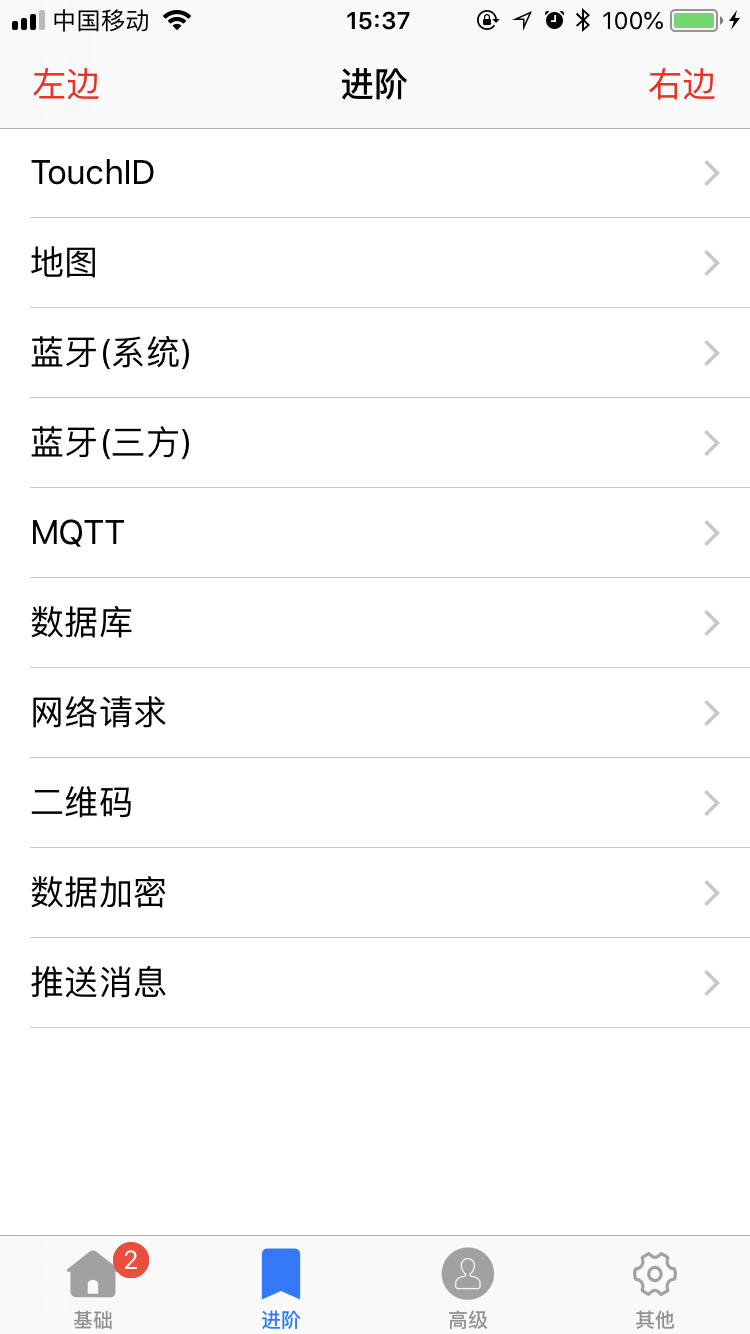 中国移动 15:37 100%
左边 进阶 右边
TouchID
地图
蓝牙(系统)
蓝牙(三方)
MQTT
数据库
网络请求
二维码
数据加密
推送消息
2
基础 进阶 高级 其他